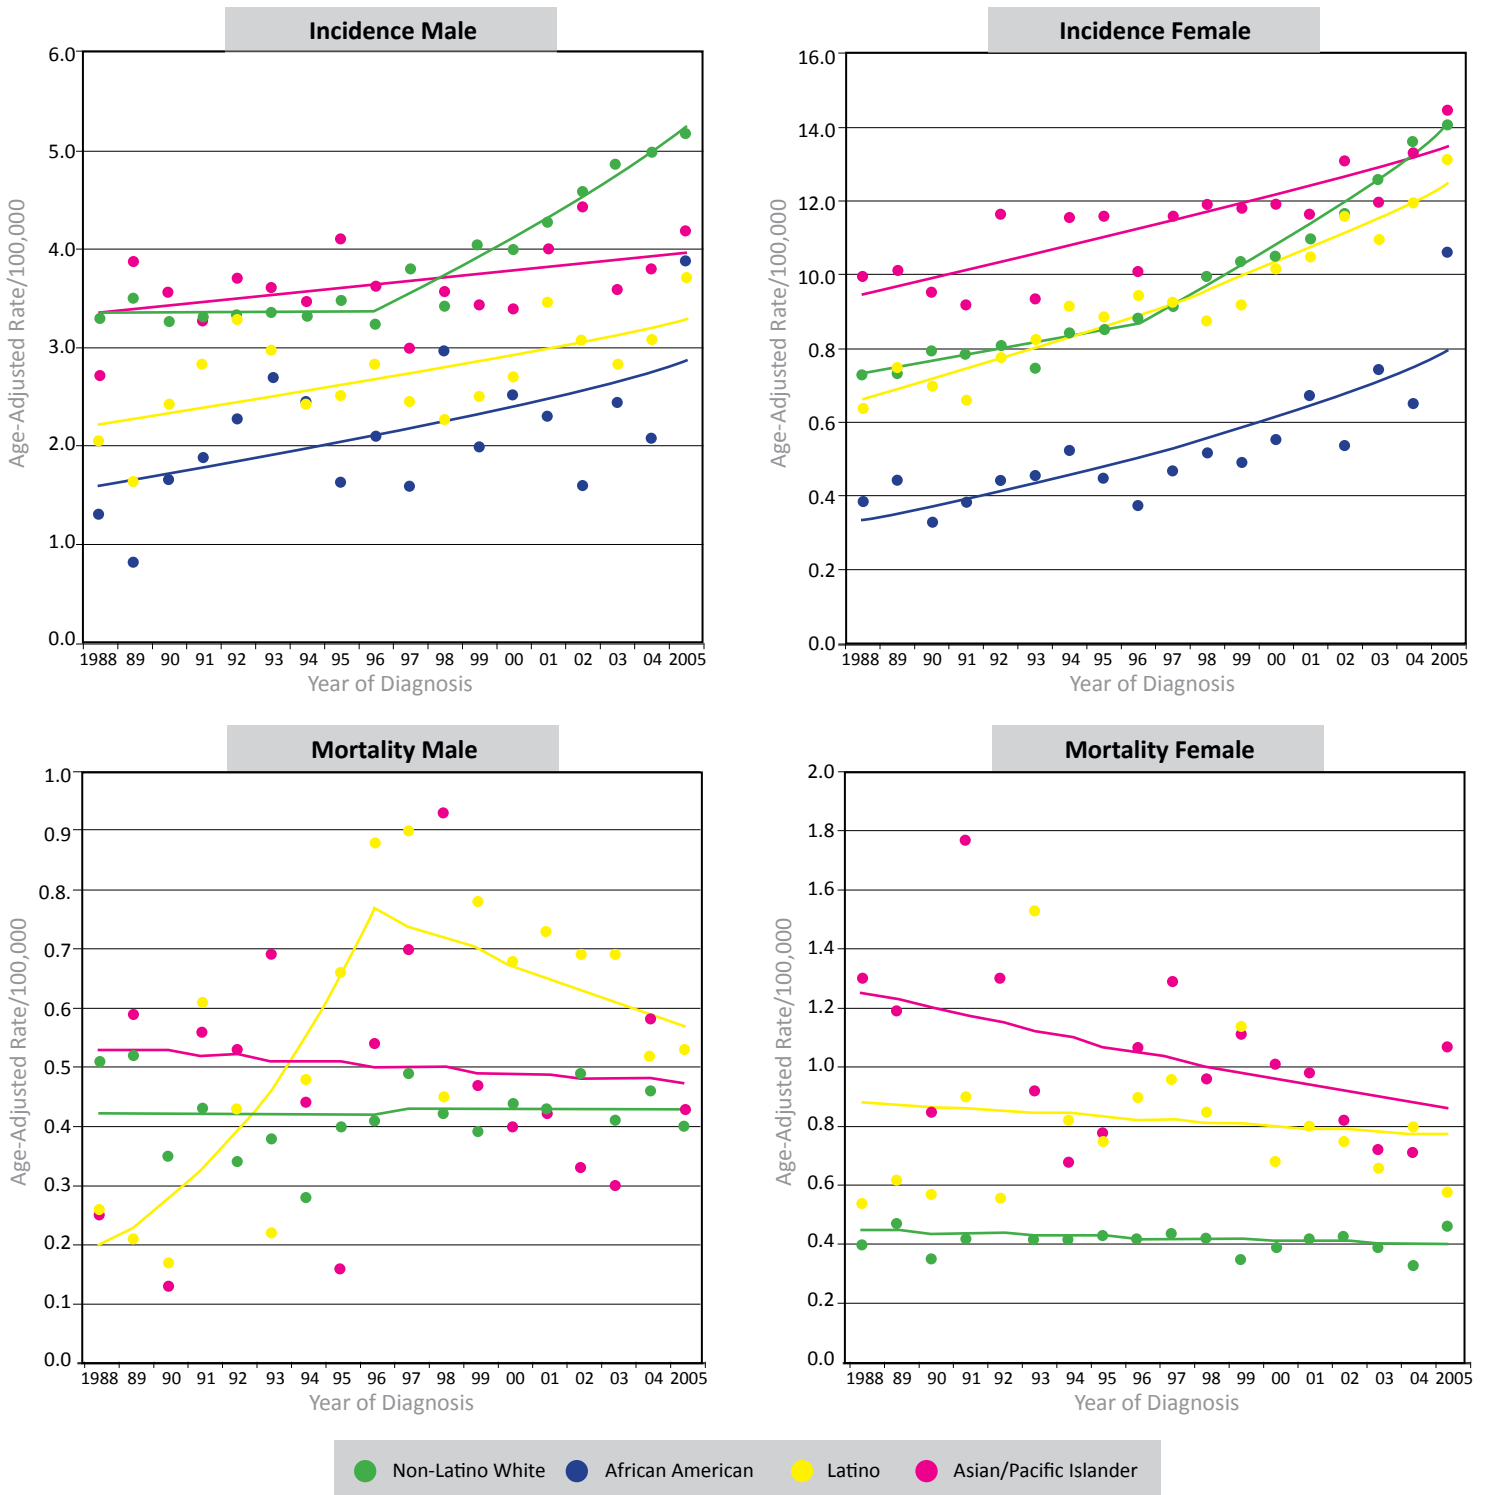 Incidence Male
Age-Adjusted Rate/100,000
6.0
5.0
4.0
3.0
2.0
1.0
0.0
1988 89 90 91 92 93 94 95 96 97 98 99 00 01 02 03 04 2005
Year of Diagnosis
Incidence Female
Age-Adjusted Rate/100,000
16.0
14.0
12.0
10.0
0.8
0.6
0.4
0.2
0.0
1988 89 90 91 92 93 94 95 96 97 98 99 00 01 02 03 04 2005
Year of Diagnosis
Mortality Male
Age-Adjusted Rate/100,000
1.0
0.9
0.8.
0.7
0.6
0.5
0.4
0.3
0.2
0.1
0.0
1988 89 90 91 92 93 94 95 96 97 98 99 00 01 02 03 04 2005
Year of Diagnosis
Mortality Female
Age-Adjusted Rate/100,000
2.0
1.8
1.6
1.4
1.2
1.0
0.8
0.6
0.4
0.2
0.0
1988 89 90 91 92 93 94 95 96 97 98 99 00 01 02 03 04 2005
Year of Diagnosis
Non-Latino White African American Latino Asian/Pacific Islander